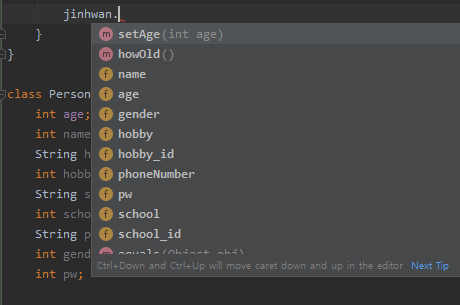 jinhwan.
}
m setAge(int age)
}
m howOld()
f name
class Person
f age
int age;
f gender
int name
f hobby
String h
f hobby_id
int hobb
f phoneNumber
String s
f pw
int scho
f school
String p
f school_id
int gend
m equals(Object obj)
Ctrl+Down and Ctrl+Up will move caret down and up in the editor Next Tip
int pw;